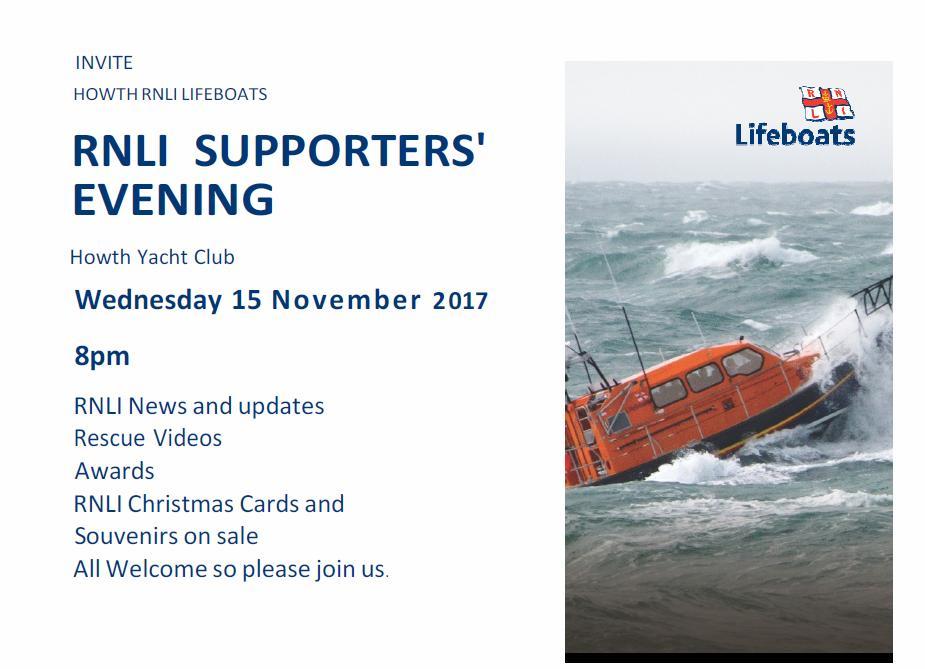 INVITE
HOWTH RNLI LIFEBOATS
RNLI SUPPORTERS'
EVENING
Howth Yacht Club
Wednesday 15 November 2017
8pm
RNLI News and updates
Rescue Videos
Awards
RNLI Christmas Cards and
Souvenirs on sale
All Welcome so please join us.
R N
L I
Lifeboats